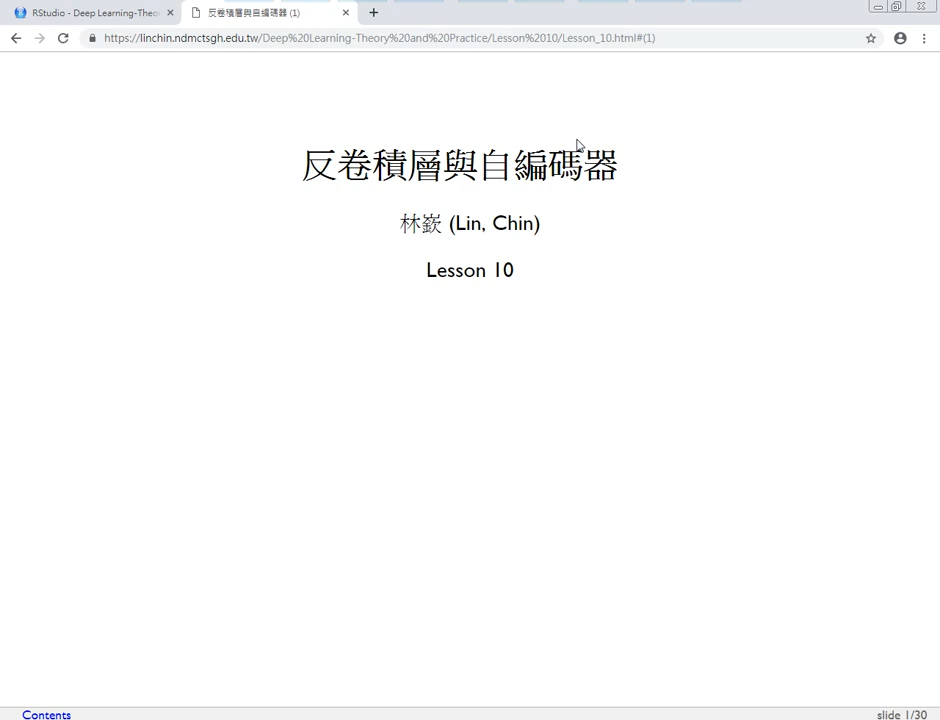 RStudio - Deep Learning-Theo
反卷積層與自編碼器 (1)
https://linchin.ndmctsgh.edu.tw/Deep%20Learning-Theory%20and%20Practice/Lesson%2010/Lesson_10.html#(1)
反卷積層與自編碼器
林嶔 (Lin, Chin)
Lesson 10
Contents
slide 1/30